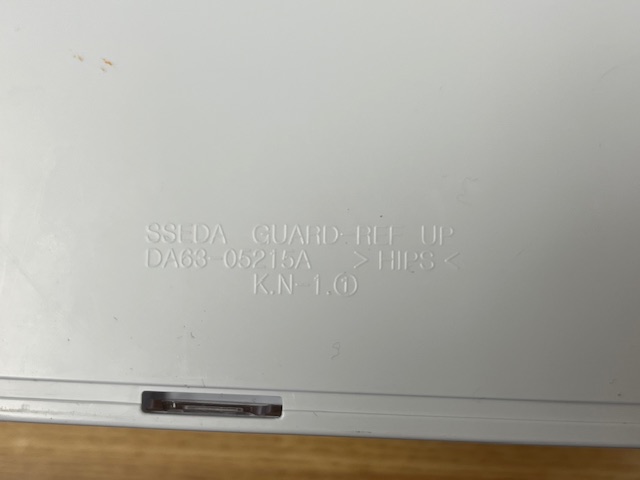 SSEDA GUARD-REF UP
DA63-05215A >HIPS<
K.N-1.①